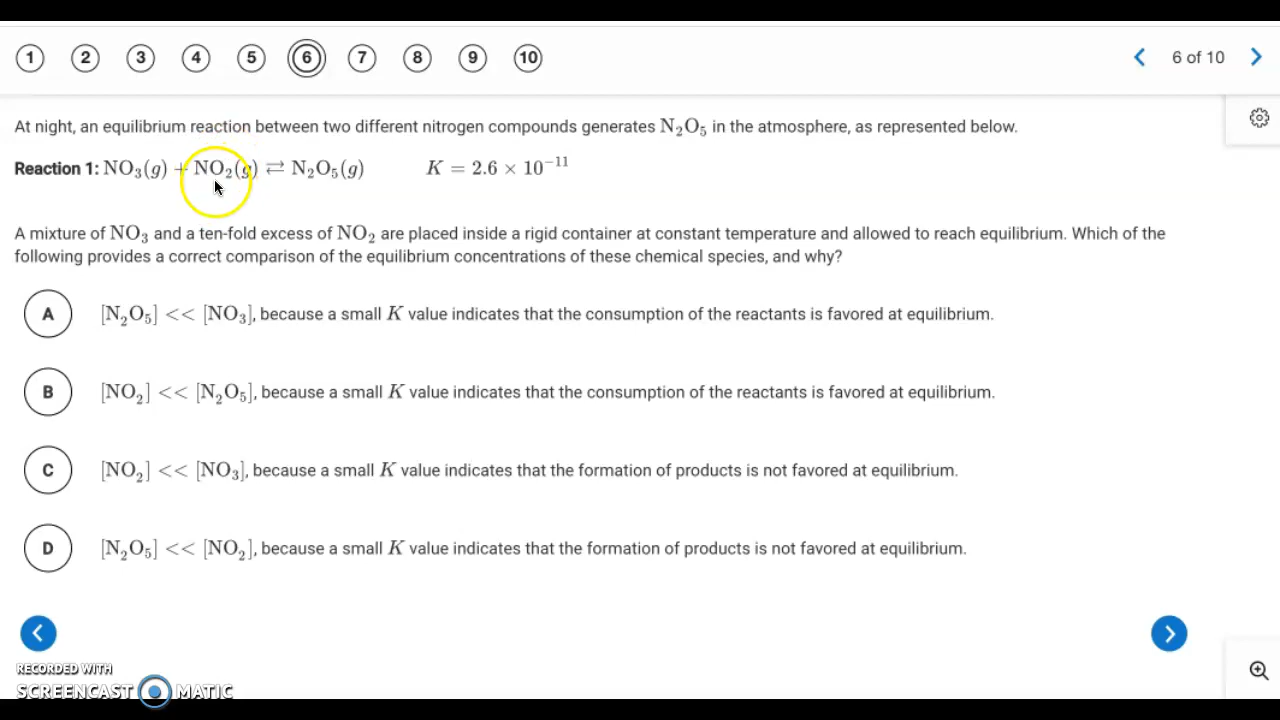 1 2 3 4 5 6 7 8 9 10 6 of 10
At night, an equilibrium reaction between two different nitrogen compounds generates N₂O₅ in the atmosphere, as represented below.
Reaction 1: NO₃(g) + NO₂(g) ⇄ N₂O₅(g) K = 2.6 × 10⁻¹¹
A mixture of NO₃ and a ten-fold excess of NO₂ are placed inside a rigid container at constant temperature and allowed to reach equilibrium. Which of the
following provides a correct comparison of the equilibrium concentrations of these chemical species, and why?
A [N₂O₅] << [NO₃], because a small K value indicates that the consumption of the reactants is favored at equilibrium.
B [NO₂] << [N₂O₅], because a small K value indicates that the consumption of the reactants is favored at equilibrium.
C [NO₂] << [NO₃], because a small K value indicates that the formation of products is not favored at equilibrium.
D [N₂O₅] << [NO₂], because a small K value indicates that the formation of products is not favored at equilibrium.
RECORDED WITH
SCREENCAST MATIC